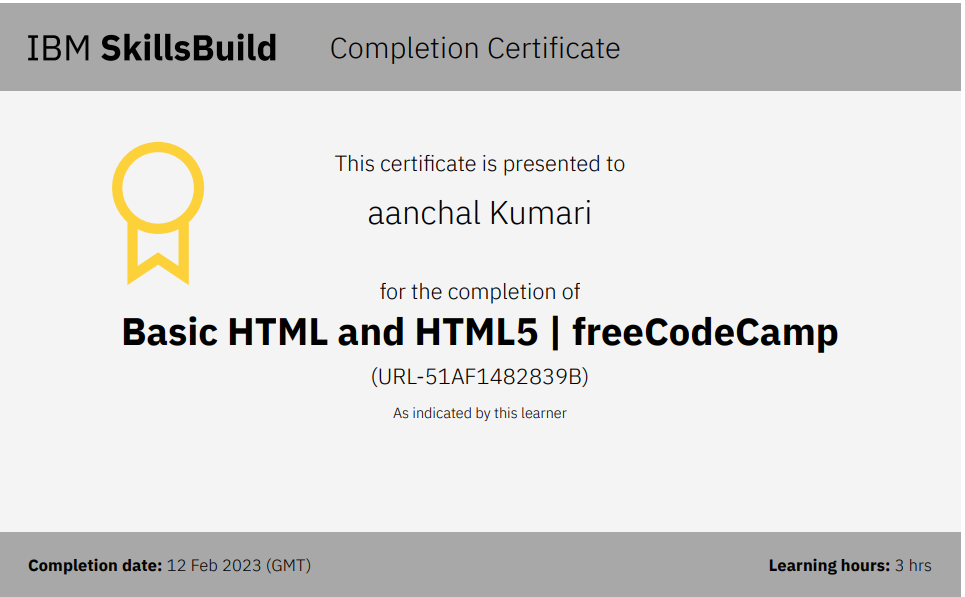 IBM SkillsBuild Completion Certificate
This certificate is presented to
aanchal Kumari
for the completion of
Basic HTML and HTML5 | freeCodeCamp
(URL-51AF1482839B)
As indicated by this learner
Completion date: 12 Feb 2023 (GMT) Learning hours: 3 hrs